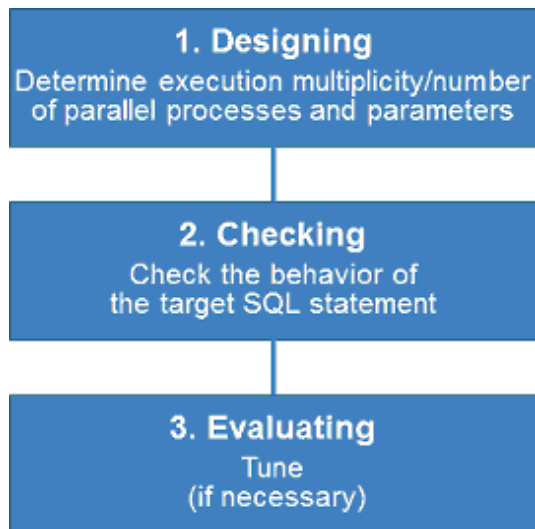 1. Designing
Determine execution multiplicity/number
of parallel processes and parameters
2. Checking
Check the behavior of
the target SQL statement
3. Evaluating
Tune
(if necessary)